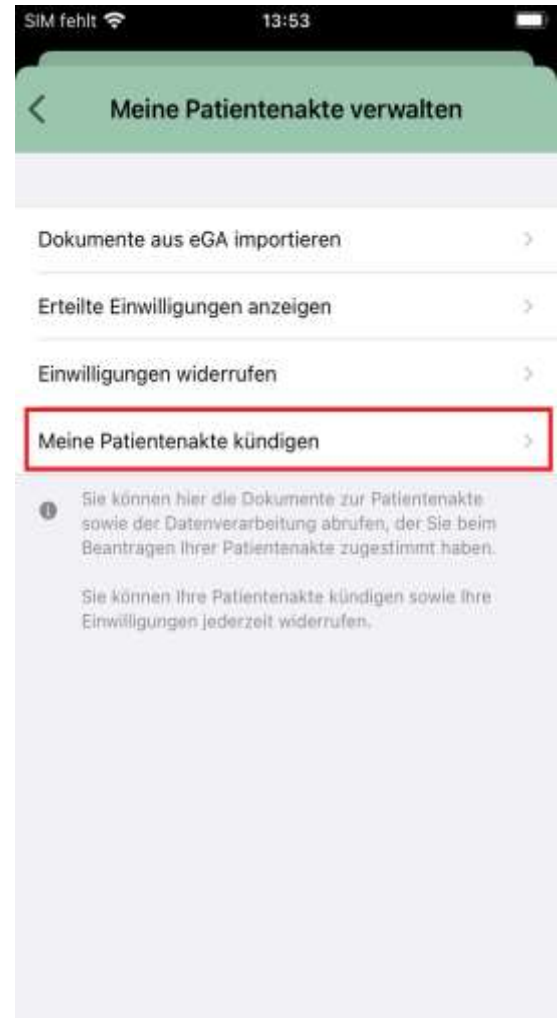 SIM fehlt 13:53
Meine Patientenakte verwalten
Dokumente aus eGA importieren
Erteilte Einwilligungen anzeigen
Einwilligungen widerrufen
Meine Patientenakte kündigen
Sie können hier die Dokumente zur Patientenakte
sowie der Datenverarbeitung abrufen, der Sie beim
Beantragen Ihrer Patientenakte zugestimmt haben.
Sie können Ihre Patientenakte kündigen sowie Ihre
Einwilligungen jederzeit widerrufen.